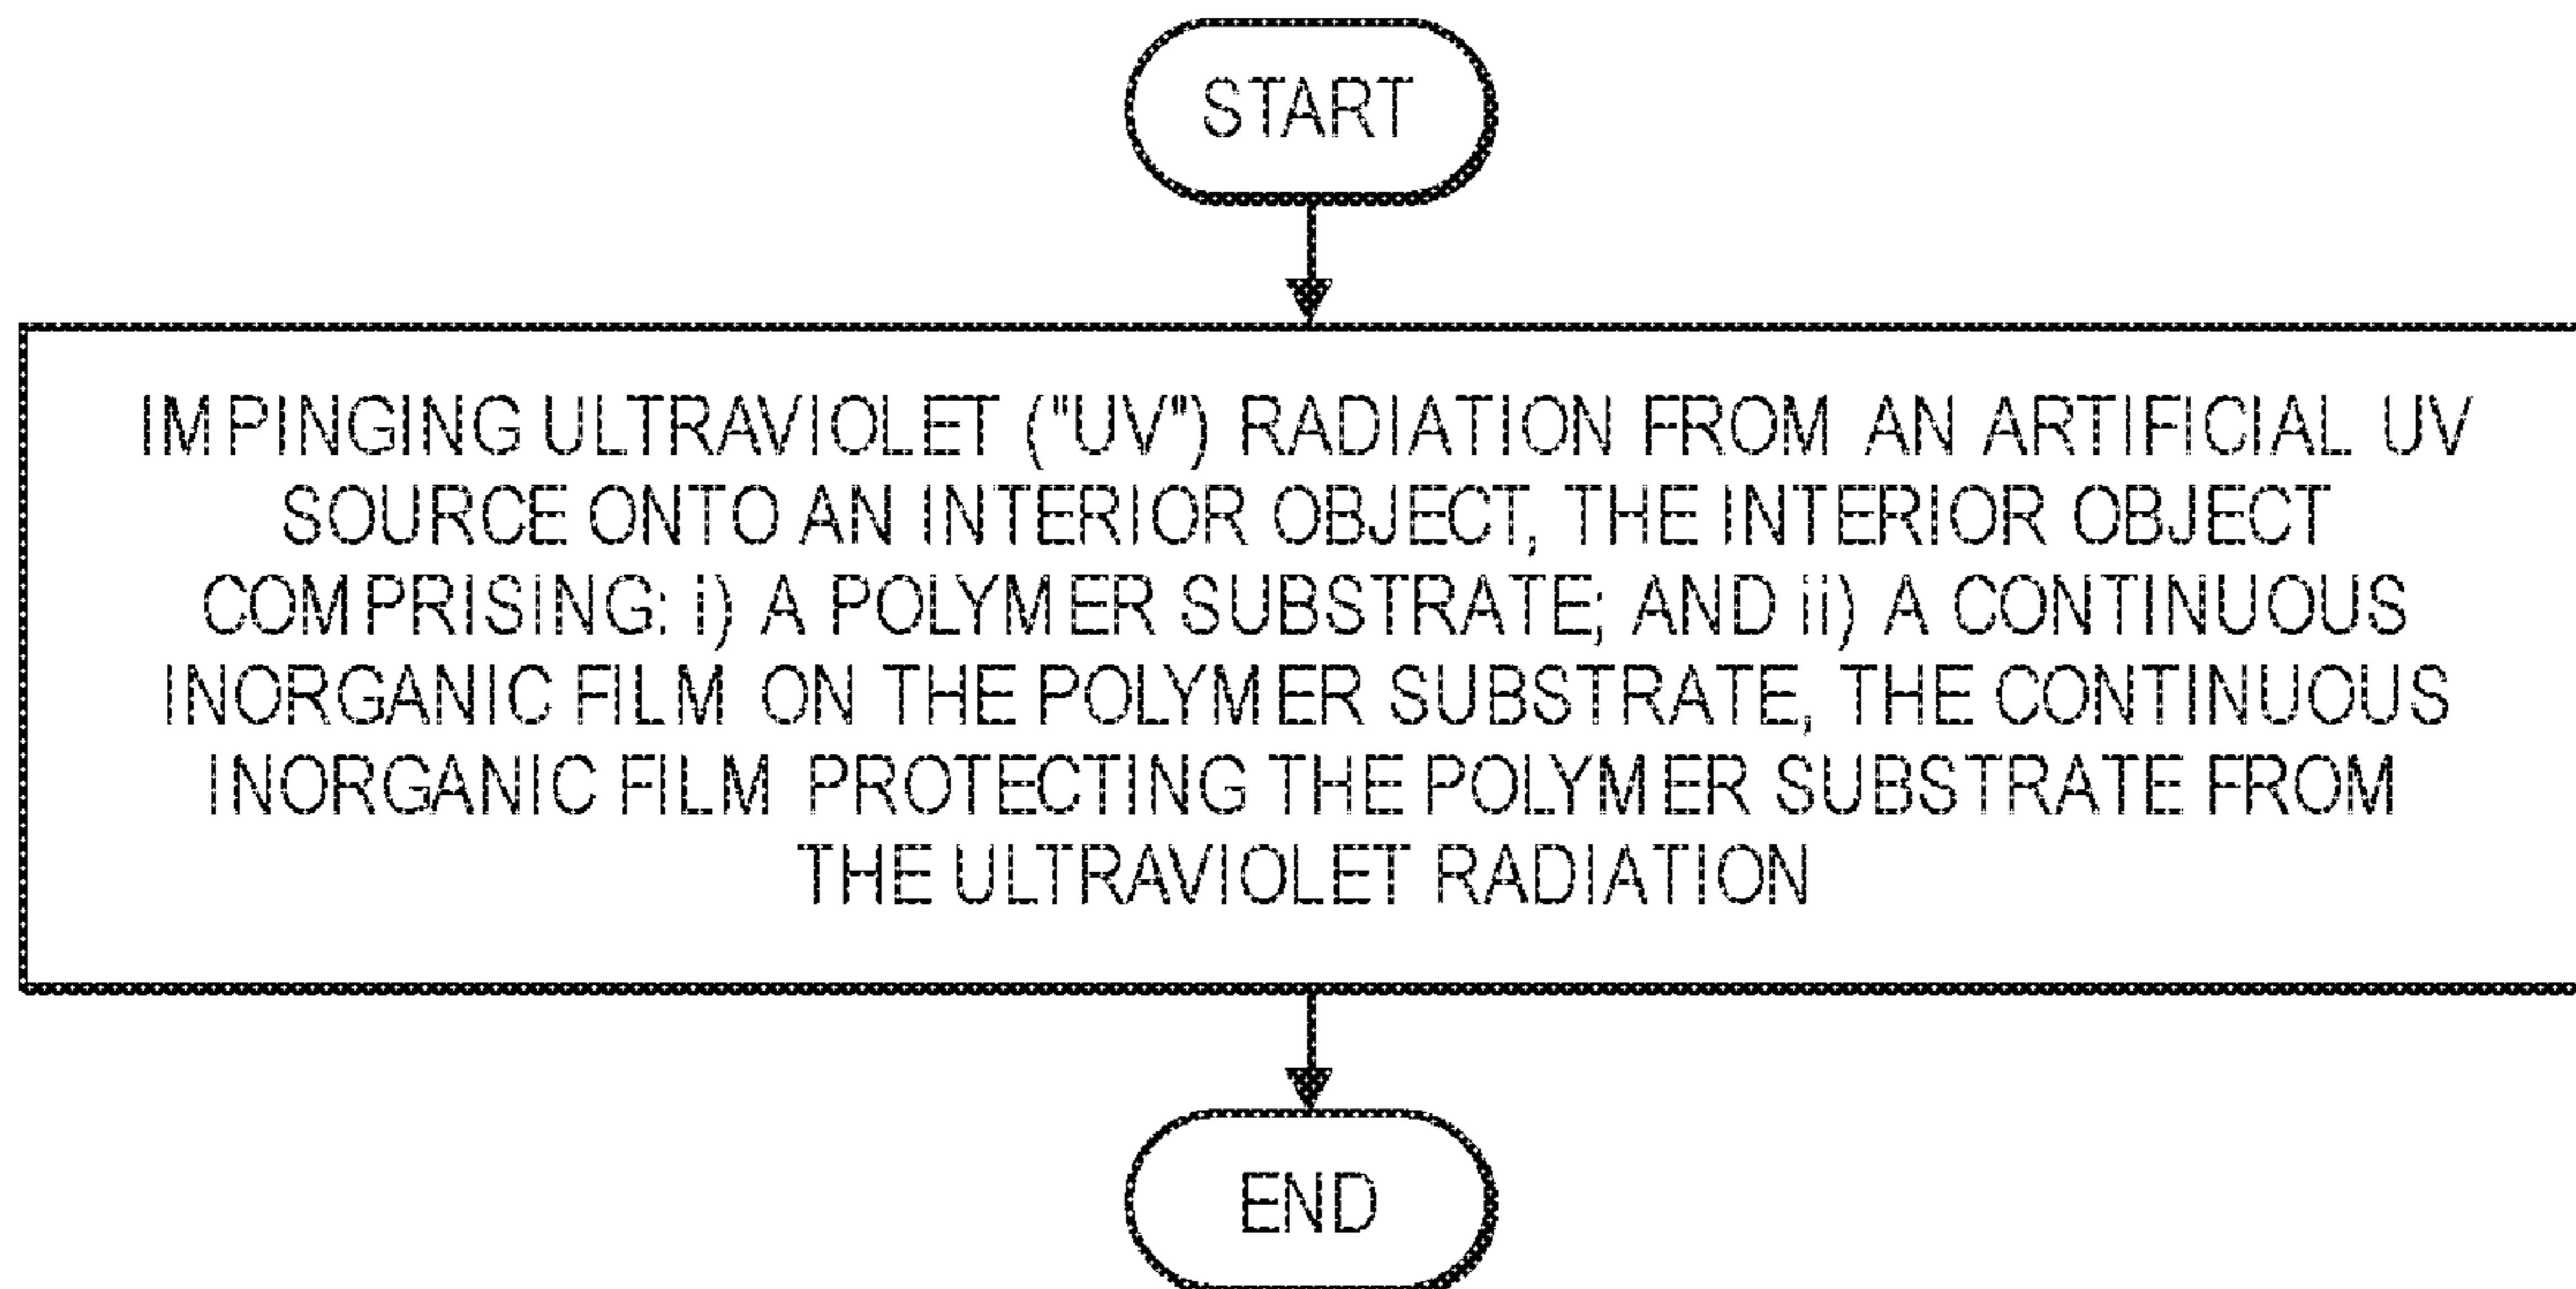 START
IMPINGING ULTRAVIOLET ("UV") RADIATION FROM AN ARTIFICIAL UV
SOURCE ONTO AN INTERIOR OBJECT, THE INTERIOR OBJECT
COMPRISING: i) A POLYMER SUBSTRATE; AND ii) A CONTINUOUS
INORGANIC FILM ON THE POLYMER SUBSTRATE, THE CONTINUOUS
INORGANIC FILM PROTECTING THE POLYMER SUBSTRATE FROM
THE ULTRAVIOLET RADIATION
END